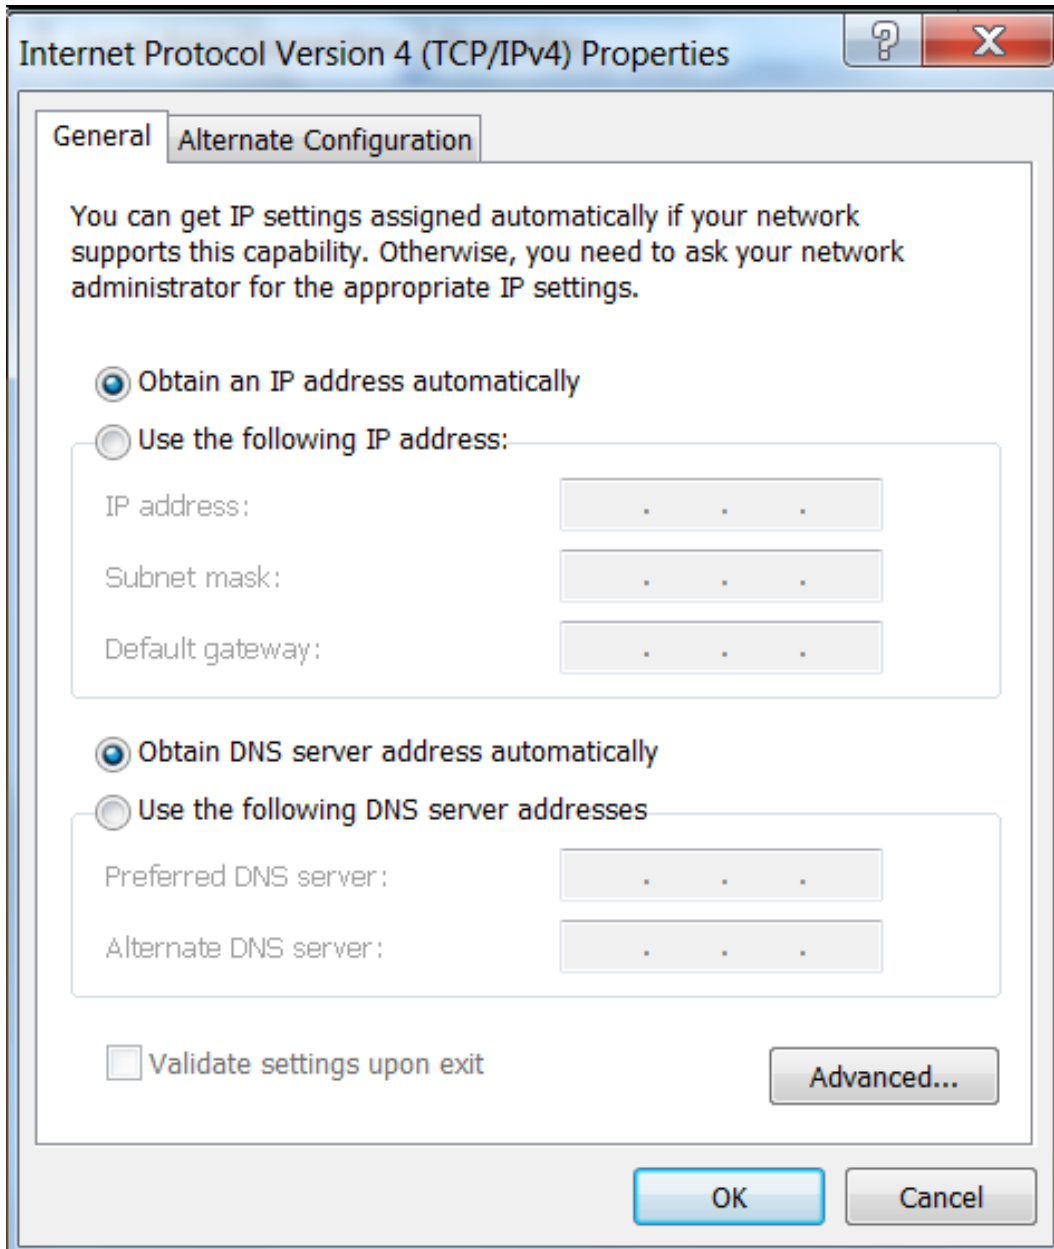 Internet Protocol Version 4 (TCP/IPv4) Properties
General
Alternate Configuration
You can get IP settings assigned automatically if your network
supports this capability. Otherwise, you need to ask your network
administrator for the appropriate IP settings.
Obtain an IP address automatically
Use the following IP address:
IP address:
Subnet mask:
Default gateway:
Obtain DNS server address automatically
Use the following DNS server addresses
Preferred DNS server:
Alternate DNS server:
Validate settings upon exit
Advanced...
OK
Cancel